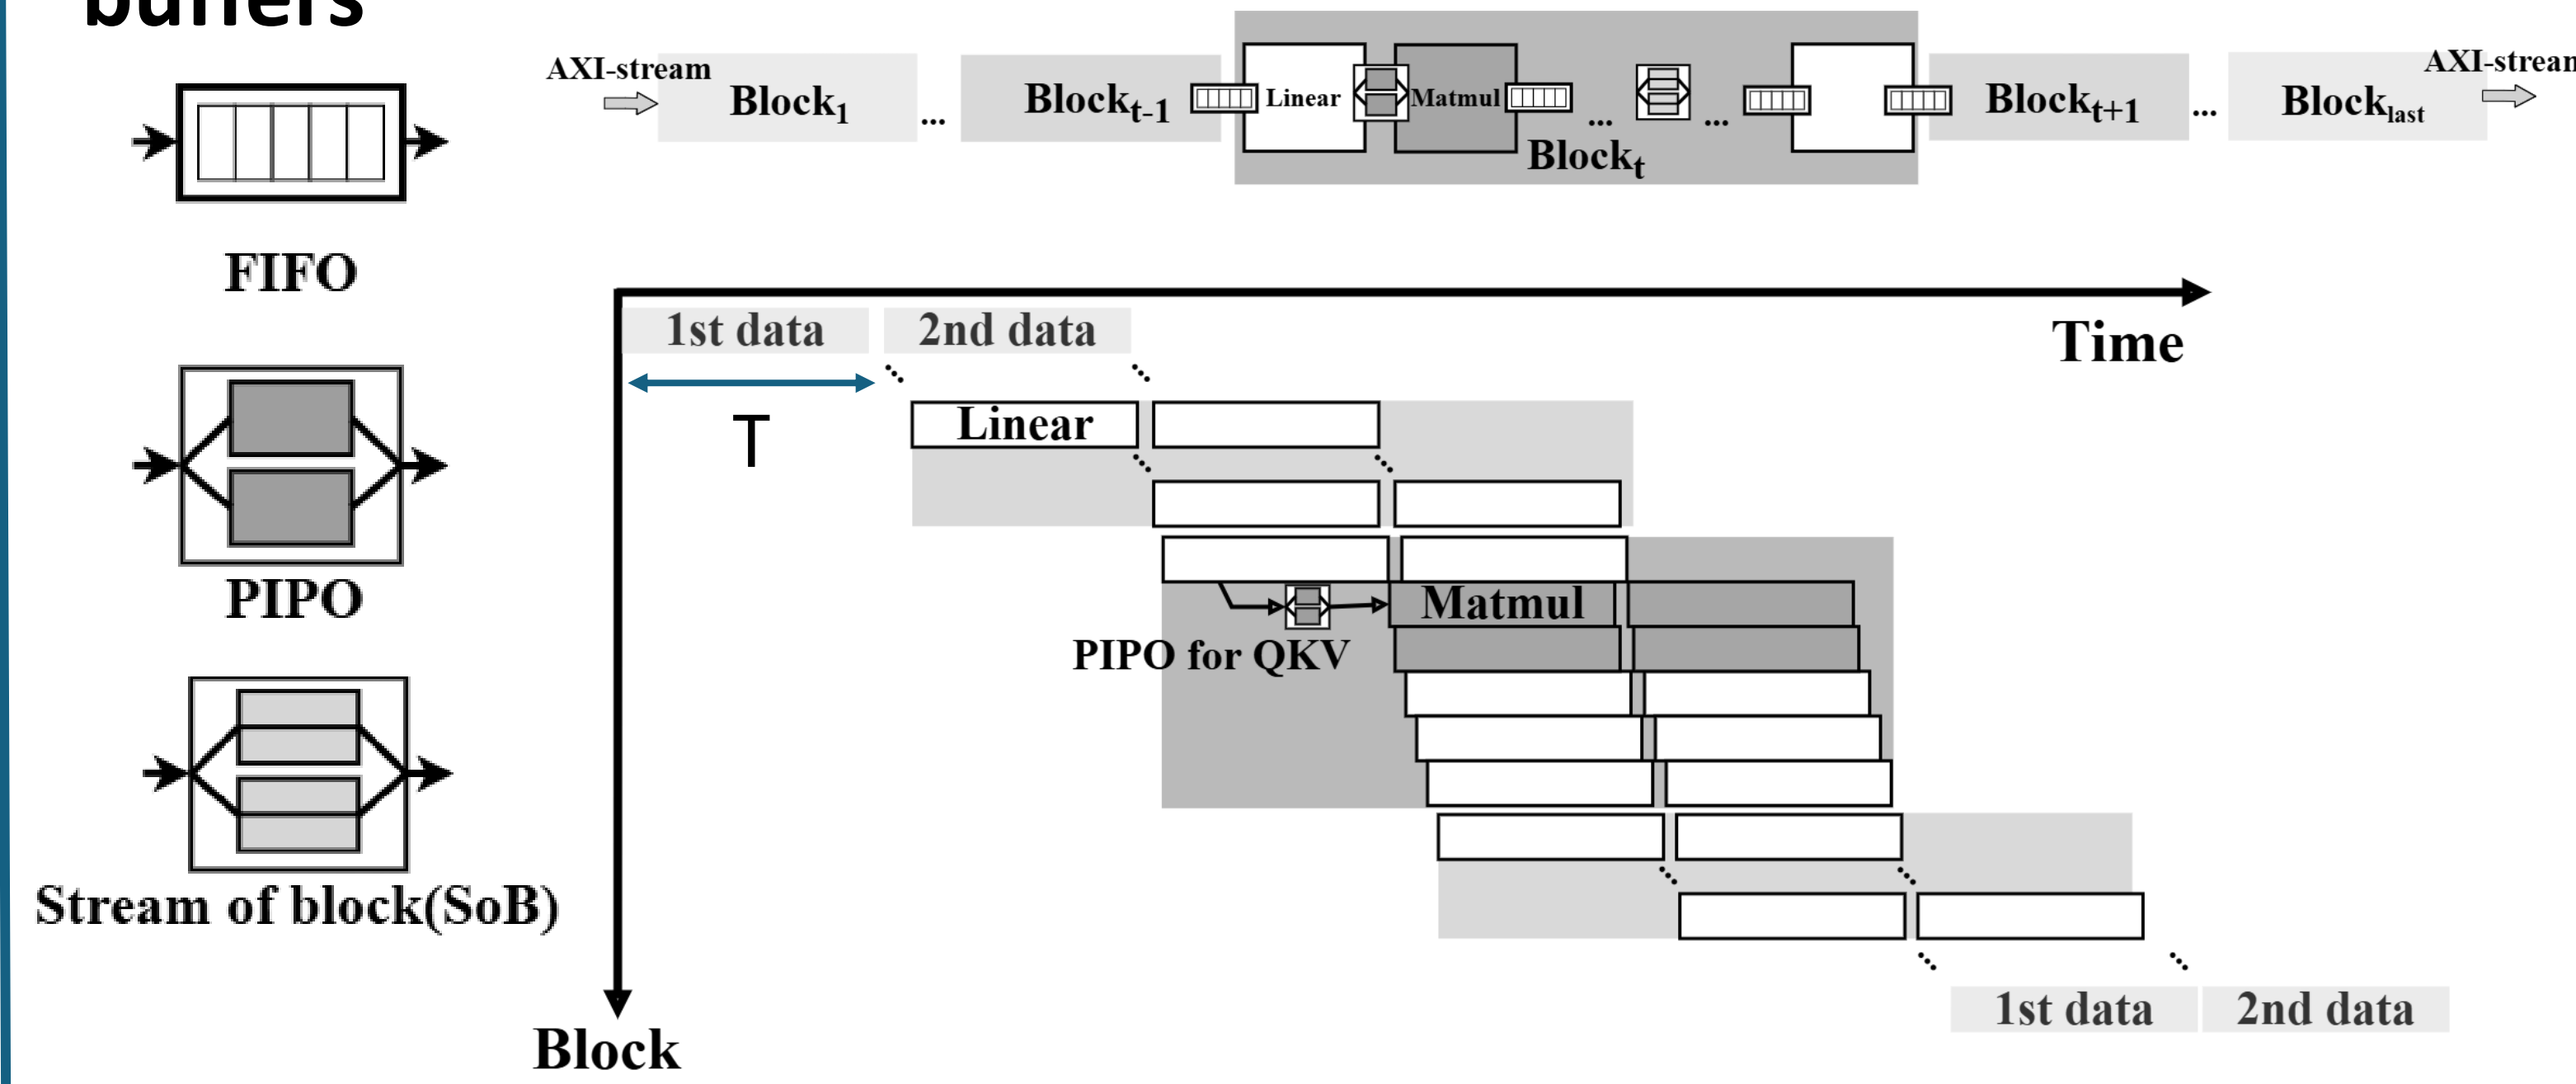 buffers
AXI-stream
Block1
...
Blockt-1
Linear
Matmul
...
...
Blockt
Blockt+1
...
Blocklast
AXI-stream
FIFO
PIPO
Stream of block(SoB)
Time
1st data
2nd data
T
Linear
Matmul
PIPO for QKV
1st data
2nd data
Block